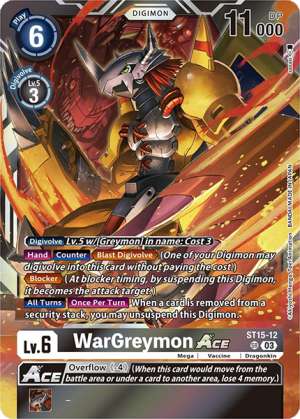 Play
6
DIGIMON
DP
11000
Digivolve
Lv.5
3
Digivolve Lv.5 w/[Greymon] in name: Cost 3
Hand Counter Blast Digivolve (One of your Digimon may
digivolve into this card without paying the cost.)
Blocker (At blocker timing, by suspending this Digimon,
it becomes the attack target.)
All Turns Once Per Turn When a card is removed from a
security stack, you may unsuspend this Digimon.
Lv.6 WarGreymon ACE ST15-12
Mega Vaccine Dragonkin 03
ACE Overflow ⟨-4⟩ (When this card would move from the
battle area or under a card to another area, lose 4 memory.)